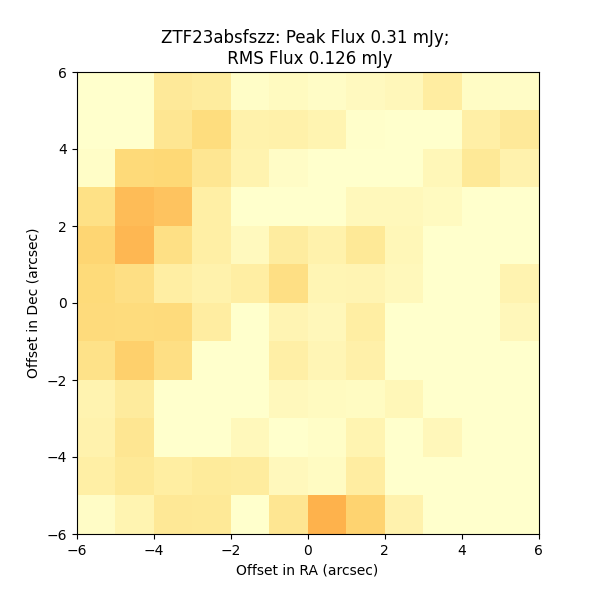 ZTF23absfszz: Peak Flux 0.31 mJy;
RMS Flux 0.126 mJy
6
4
2
0
−2
−4
−6
Offset in Dec (arcsec)
−6 −4 −2 0 2 4 6
Offset in RA (arcsec)